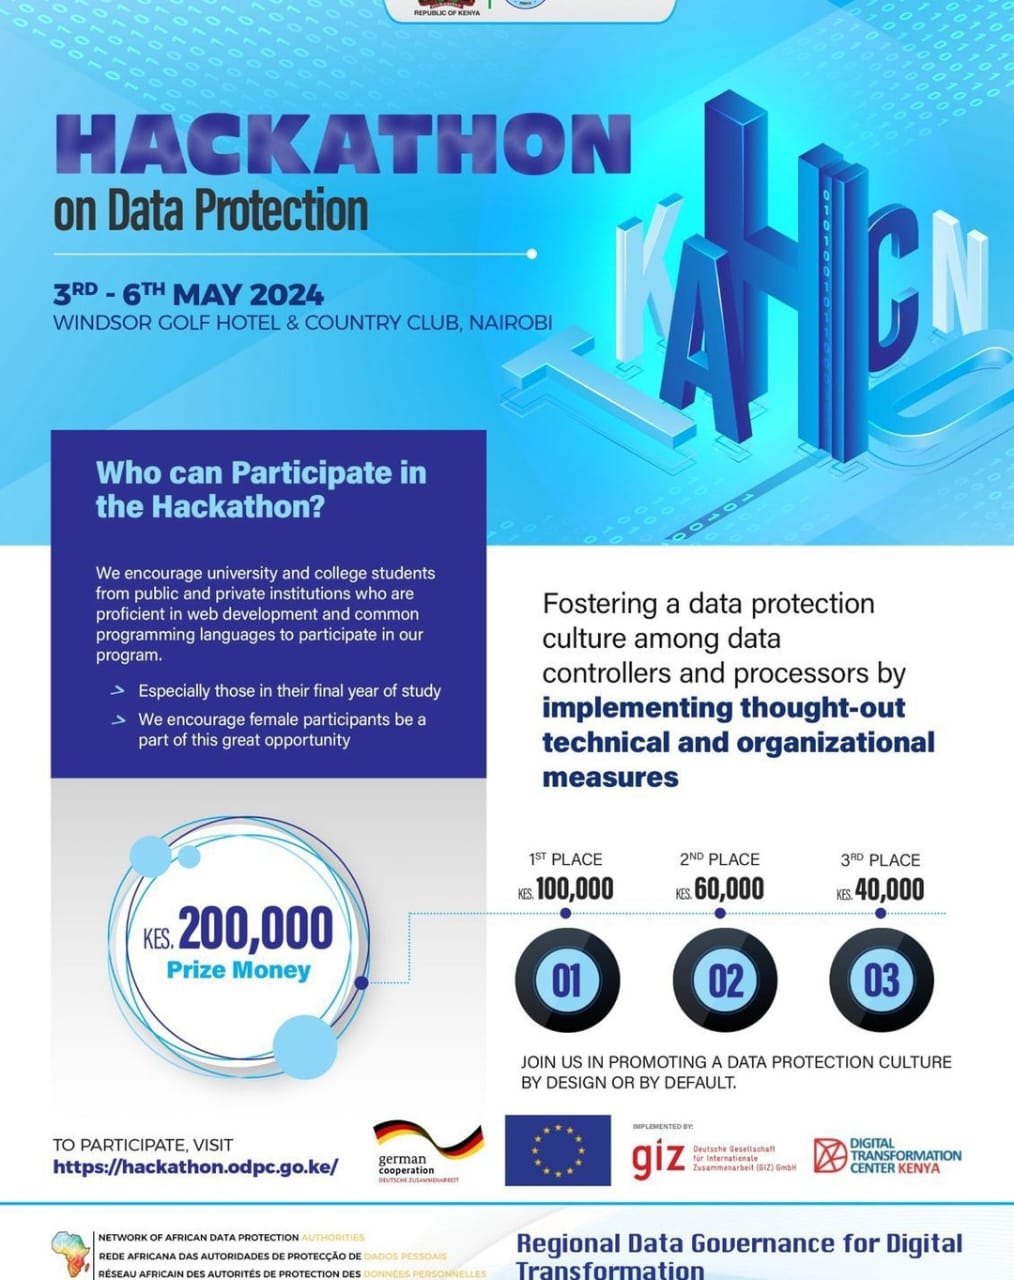 REPUBLIC OF KENYA
HACKATHON
on Data Protection
3RD - 6TH MAY 2024
WINDSOR GOLF HOTEL & COUNTRY CLUB, NAIROBI
K
A
H
C
N
T
O
Who can Participate in
the Hackathon?
We encourage university and college students
from public and private institutions who are
proficient in web development and common
programming languages to participate in our
program.
Especially those in their final year of study
We encourage female participants be a
part of this great opportunity
Fostering a data protection
culture among data
controllers and processors by
implementing thought-out
technical and organizational
measures
KES. 200,000
Prize Money
1ST PLACE
KES. 100,000
01
2ND PLACE
KES. 60,000
02
3RD PLACE
KES. 40,000
03
JOIN US IN PROMOTING A DATA PROTECTION CULTURE
BY DESIGN OR BY DEFAULT.
TO PARTICIPATE, VISIT
https://hackathon.odpc.go.ke/
german
cooperation
DEUTSCHE ZUSAMMENARBEIT
IMPLEMENTED BY:
giz
Deutsche Gesellschaft
für Internationale
Zusammenarbeit (GIZ) GmbH
DIGITAL
TRANSFORMATION
CENTER KENYA
NETWORK OF AFRICAN DATA PROTECTION AUTHORITIES
REDE AFRICANA DAS AUTORIDADES DE PROTECÇÃO DE DADOS PESSOAIS
RÉSEAU AFRICAIN DES AUTORITÉS DE PROTECTION DES DONNÉES PERSONNELLES
Regional Data Governance for Digital
Transformation